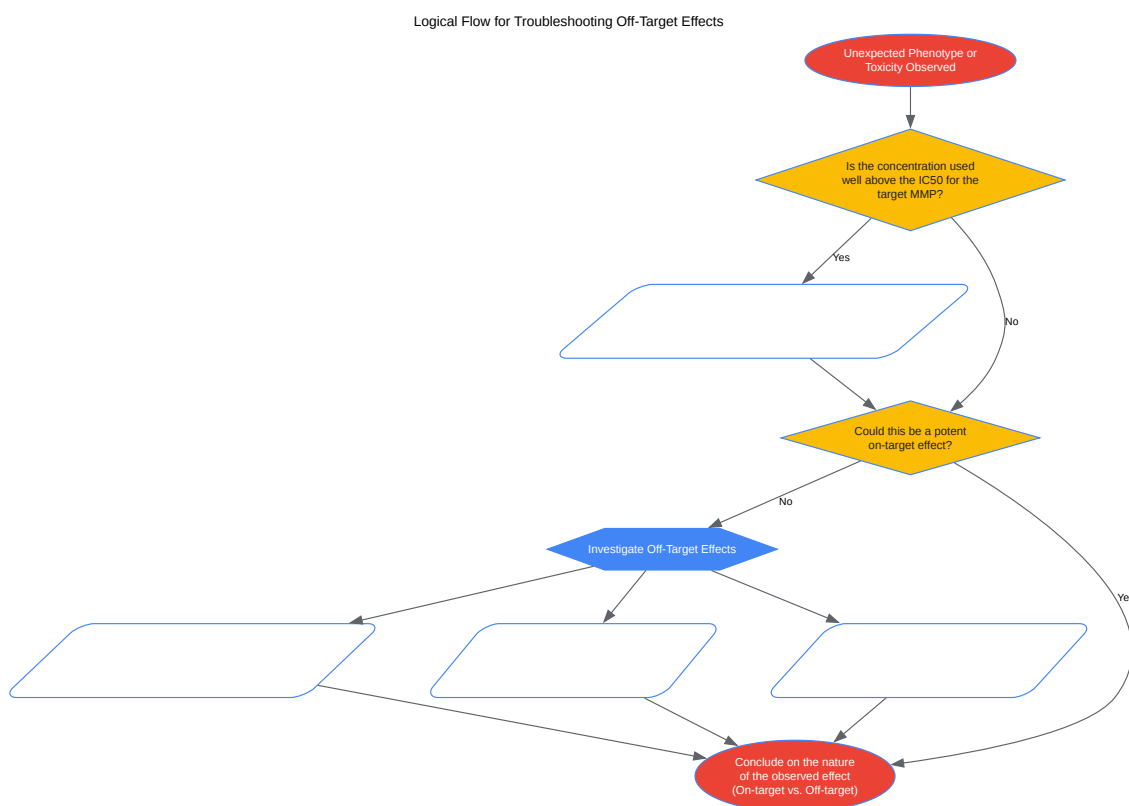 Logical Flow for Troubleshooting Off-Target Effects
Unexpected Phenotype or
Toxicity Observed
Is the concentration used
well above the IC50 for the
target MMP?
Yes
No
Could this be a potent
on-target effect?
No
Investigate Off-Target Effects
Ye
Conclude on the nature
of the observed effect
(On-target vs. Off-target)